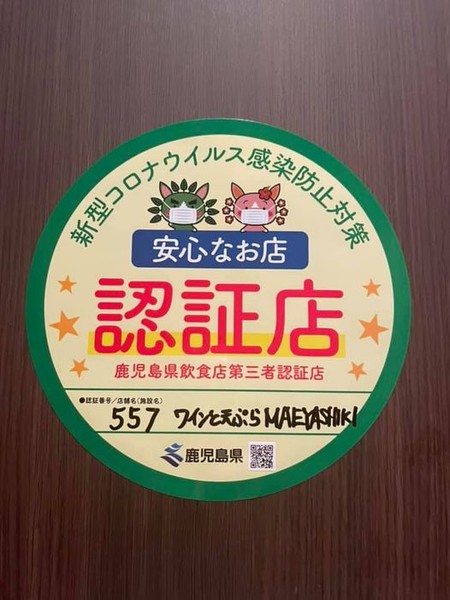 新型コロナウイルス感染防止対策
安心なお店
認証店
鹿児島県飲食店第三者認証店
●認証番号/店舗名(施設名)
557 ワインと天ぷら MAEYASHIKI
鹿児島県